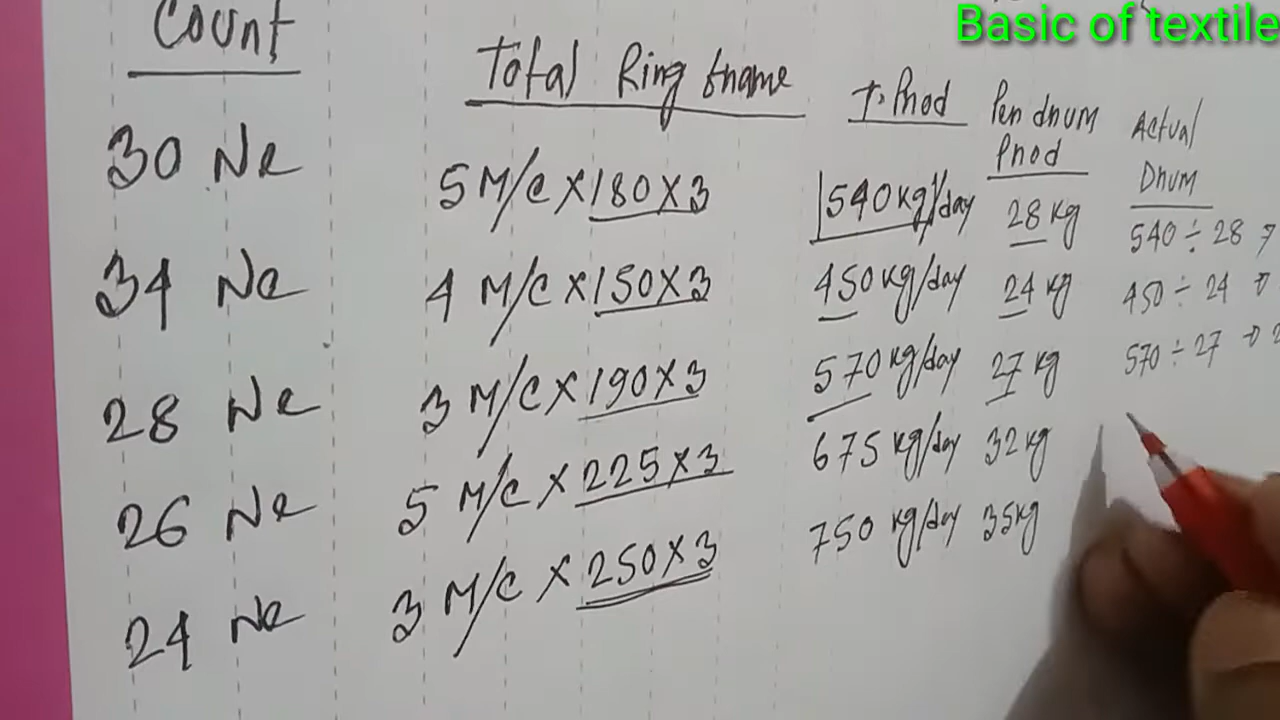 Basic of textile
Count
Total Ring frame
T. Prod
Per drum
Prod
Actual
Drum
30 Ne 5 M/C × 180 × 3 540 kg/day 28 kg 540 ÷ 28
34 Ne 4 M/C × 150 × 3 450 kg/day 24 kg 450 ÷ 24 →
28 Ne 3 M/C × 190 × 3 570 kg/day 27 kg 570 ÷ 27 → 2
26 Ne 5 M/C × 225 × 3 675 kg/day 32 kg
24 Ne 3 M/C × 250 × 3 750 kg/day 35 kg